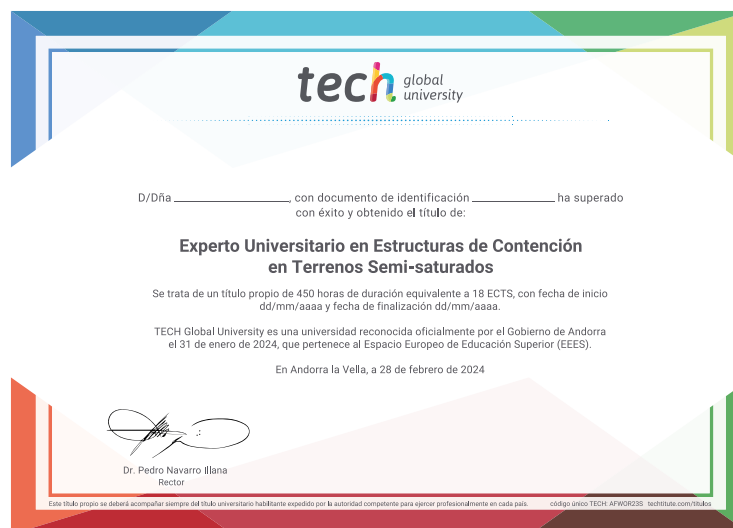 tech global
university
D/Dña ____________________, con documento de identificación ______________ ha superado
con éxito y obtenido el título de:
Experto Universitario en Estructuras de Contención
en Terrenos Semi-saturados
Se trata de un título propio de 450 horas de duración equivalente a 18 ECTS, con fecha de inicio
dd/mm/aaaa y fecha de finalización dd/mm/aaaa.
TECH Global University es una universidad reconocida oficialmente por el Gobierno de Andorra
el 31 de enero de 2024, que pertenece al Espacio Europeo de Educación Superior (EEES).
En Andorra la Vella, a 28 de febrero de 2024
Dr. Pedro Navarro Illana
Rector
Este título propio se deberá acompañar siempre del título universitario habilitante expedido por la autoridad competente para ejercer profesionalmente en cada país. código único TECH: AFWOR23S techtitute.com/titulos